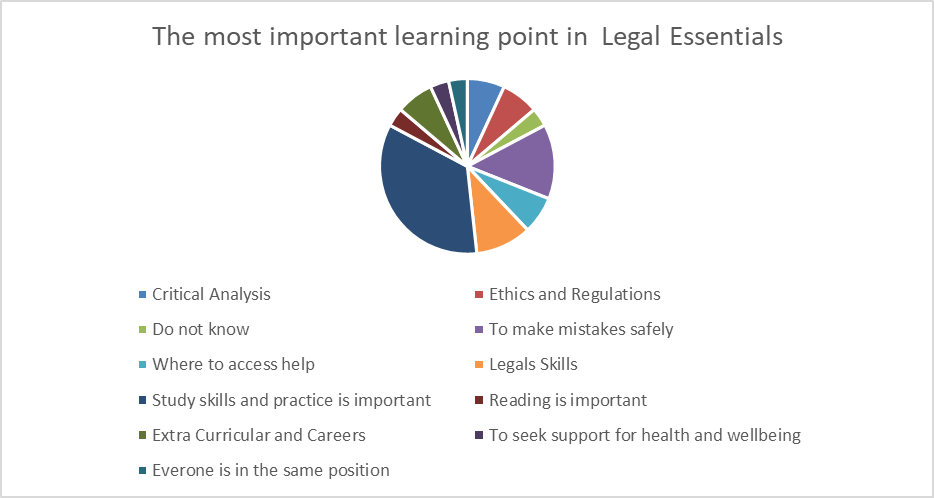 The most important learning point in  Legal Essentials
Critical Analysis
Ethics and Regulations
Do not know
To make mistakes safely
Where to access help
Legals Skills
Study skills and practice is important
Reading is important
Extra Curricular and Careers
To seek support for health and wellbeing
Everone is in the same position